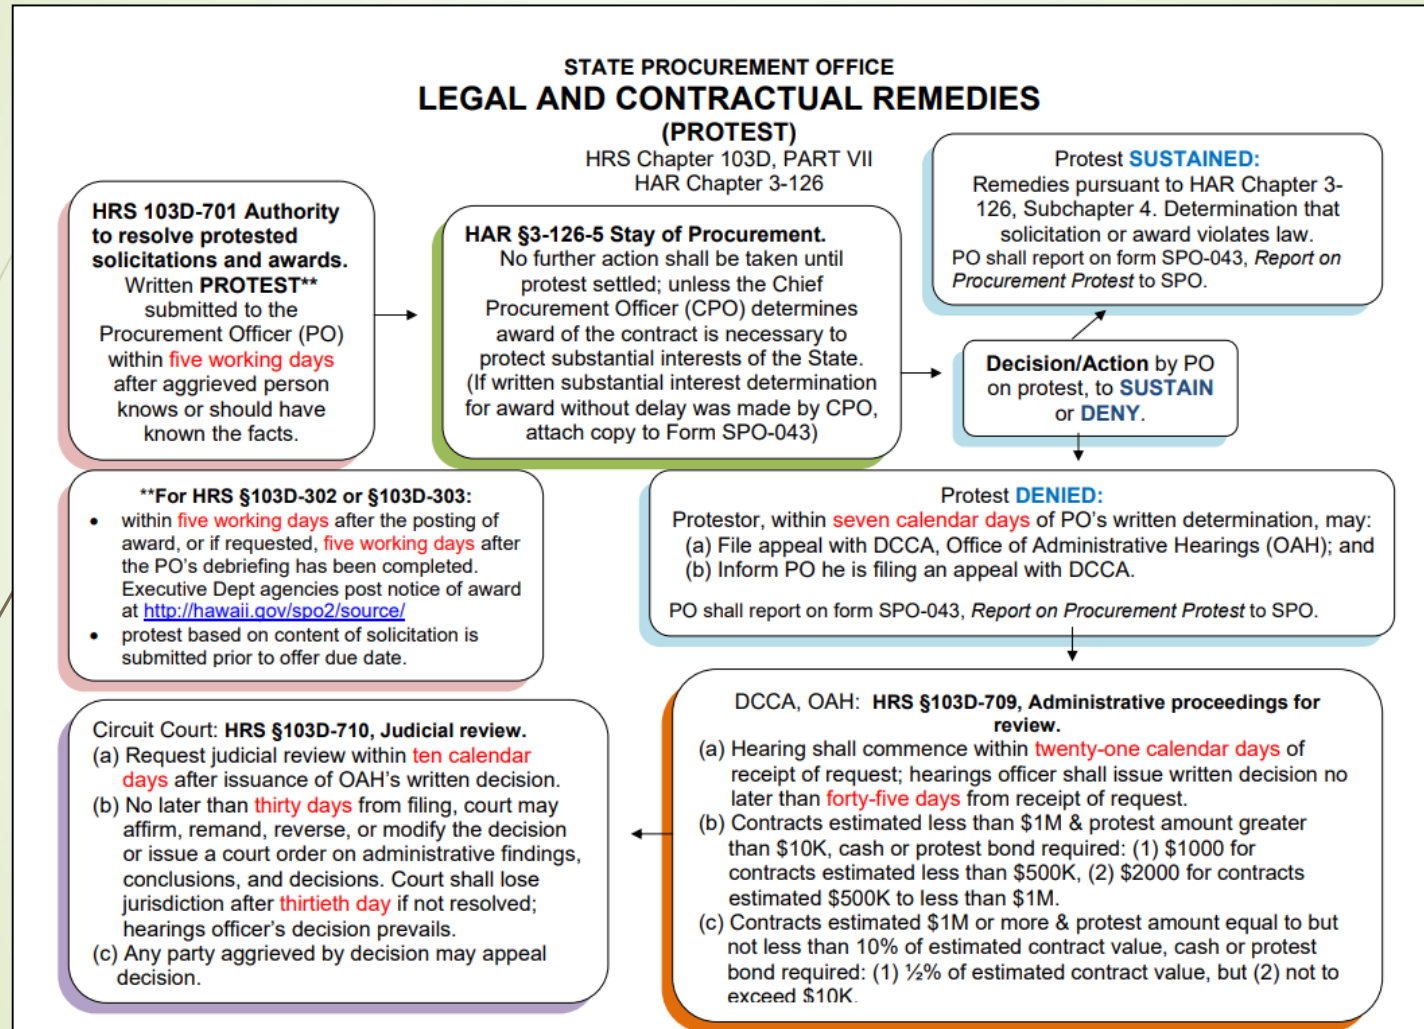 STATE PROCUREMENT OFFICE
LEGAL AND CONTRACTUAL REMEDIES
(PROTEST)
HRS Chapter 103D, PART VII
HAR Chapter 3-126
HRS 103D-701 Authority
to resolve protested
solicitations and awards.
Written PROTEST**
submitted to the
Procurement Officer (PO)
within five working days
after aggrieved person
knows or should have
known the facts.
HAR §3-126-5 Stay of Procurement.
No further action shall be taken until
protest settled; unless the Chief
Procurement Officer (CPO) determines
award of the contract is necessary to
protect substantial interests of the State.
(If written substantial interest determination
for award without delay was made by CPO,
attach copy to Form SPO-043)
Protest SUSTAINED:
Remedies pursuant to HAR Chapter 3-
126, Subchapter 4. Determination that
solicitation or award violates law.
PO shall report on form SPO-043, Report on
Procurement Protest to SPO.
Decision/Action by PO
on protest, to SUSTAIN
or DENY.
**For HRS §103D-302 or §103D-303:
• within five working days after the posting of
award, or if requested, five working days after
the PO's debriefing has been completed.
Executive Dept agencies post notice of award
at http://hawaii.gov/spo2/source/
• protest based on content of solicitation is
submitted prior to offer due date.
Protest DENIED:
Protestor, within seven calendar days of PO's written determination, may:
(a) File appeal with DCCA, Office of Administrative Hearings (OAH); and
(b) Inform PO he is filing an appeal with DCCA.
PO shall report on form SPO-043, Report on Procurement Protest to SPO.
DCCA, OAH: HRS §103D-709, Administrative proceedings for
review.
(a) Hearing shall commence within twenty-one calendar days of
receipt of request; hearings officer shall issue written decision no
later than forty-five days from receipt of request.
(b) Contracts estimated less than $1M & protest amount greater
than $10K, cash or protest bond required: (1) $1000 for
contracts estimated less than $500K, (2) $2000 for contracts
estimated $500K to less than $1M.
(c) Contracts estimated $1M or more & protest amount equal to but
not less than 10% of estimated contract value, cash or protest
bond required: (1) ½% of estimated contract value, but (2) not to
exceed $10K.
Circuit Court: HRS §103D-710, Judicial review.
(a) Request judicial review within ten calendar
days after issuance of OAH's written decision.
(b) No later than thirty days from filing, court may
affirm, remand, reverse, or modify the decision
or issue a court order on administrative findings,
conclusions, and decisions. Court shall lose
jurisdiction after thirtieth day if not resolved;
hearings officer's decision prevails.
(c) Any party aggrieved by decision may appeal
decision.